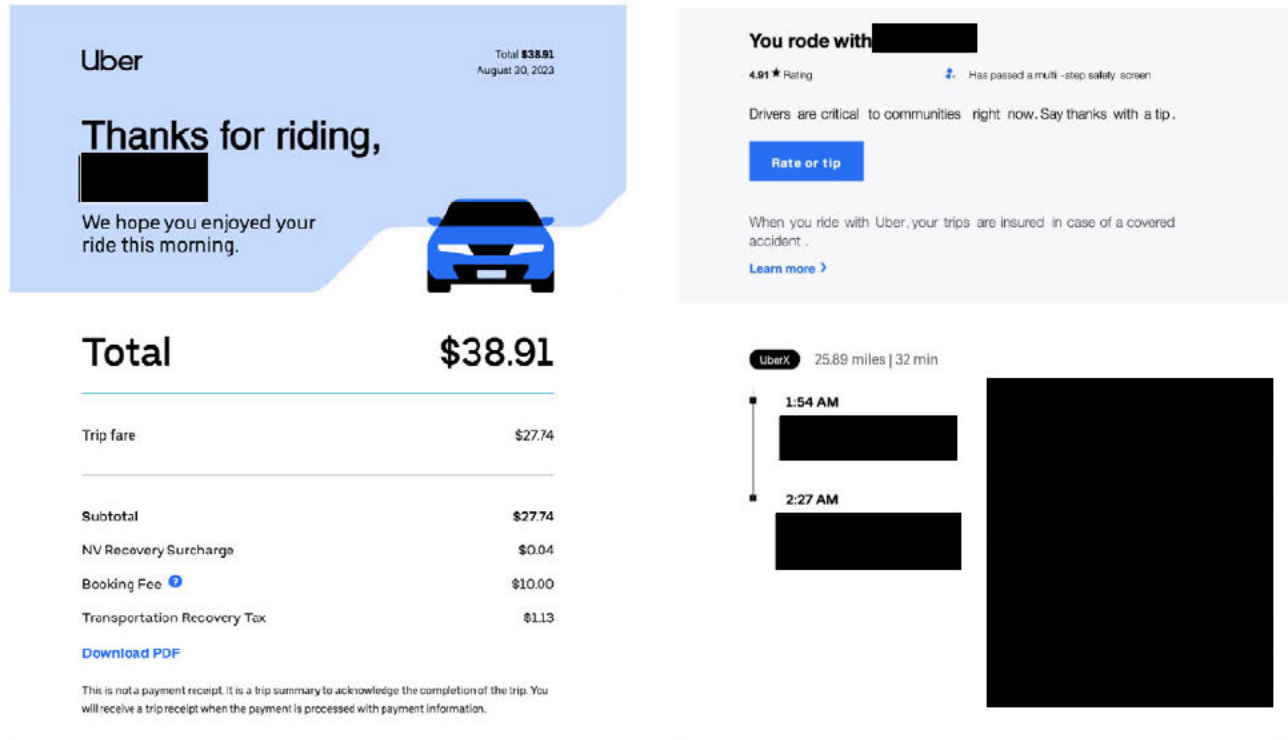 Uber
Total $38.91
August 30, 2023
Thanks for riding,
We hope you enjoyed your
ride this morning.
Total $38.91
Trip fare $27.74
Subtotal $27.74
NV Recovery Surcharge $0.04
Booking Fee ? $10.00
Transportation Recovery Tax $1.13
Download PDF
This is not a payment receipt. It is a trip summary to acknowledge the completion of the trip. You
will receive a trip receipt when the payment is processed with payment information.
You rode with
4.91 ★ Rating
Has passed a multi -step safety screen
Drivers are critical to communities right now. Say thanks with a tip.
Rate or tip
When you ride with Uber, your trips are insured in case of a covered
accident .
Learn more >
UberX 25.89 miles | 32 min
1:54 AM
2:27 AM